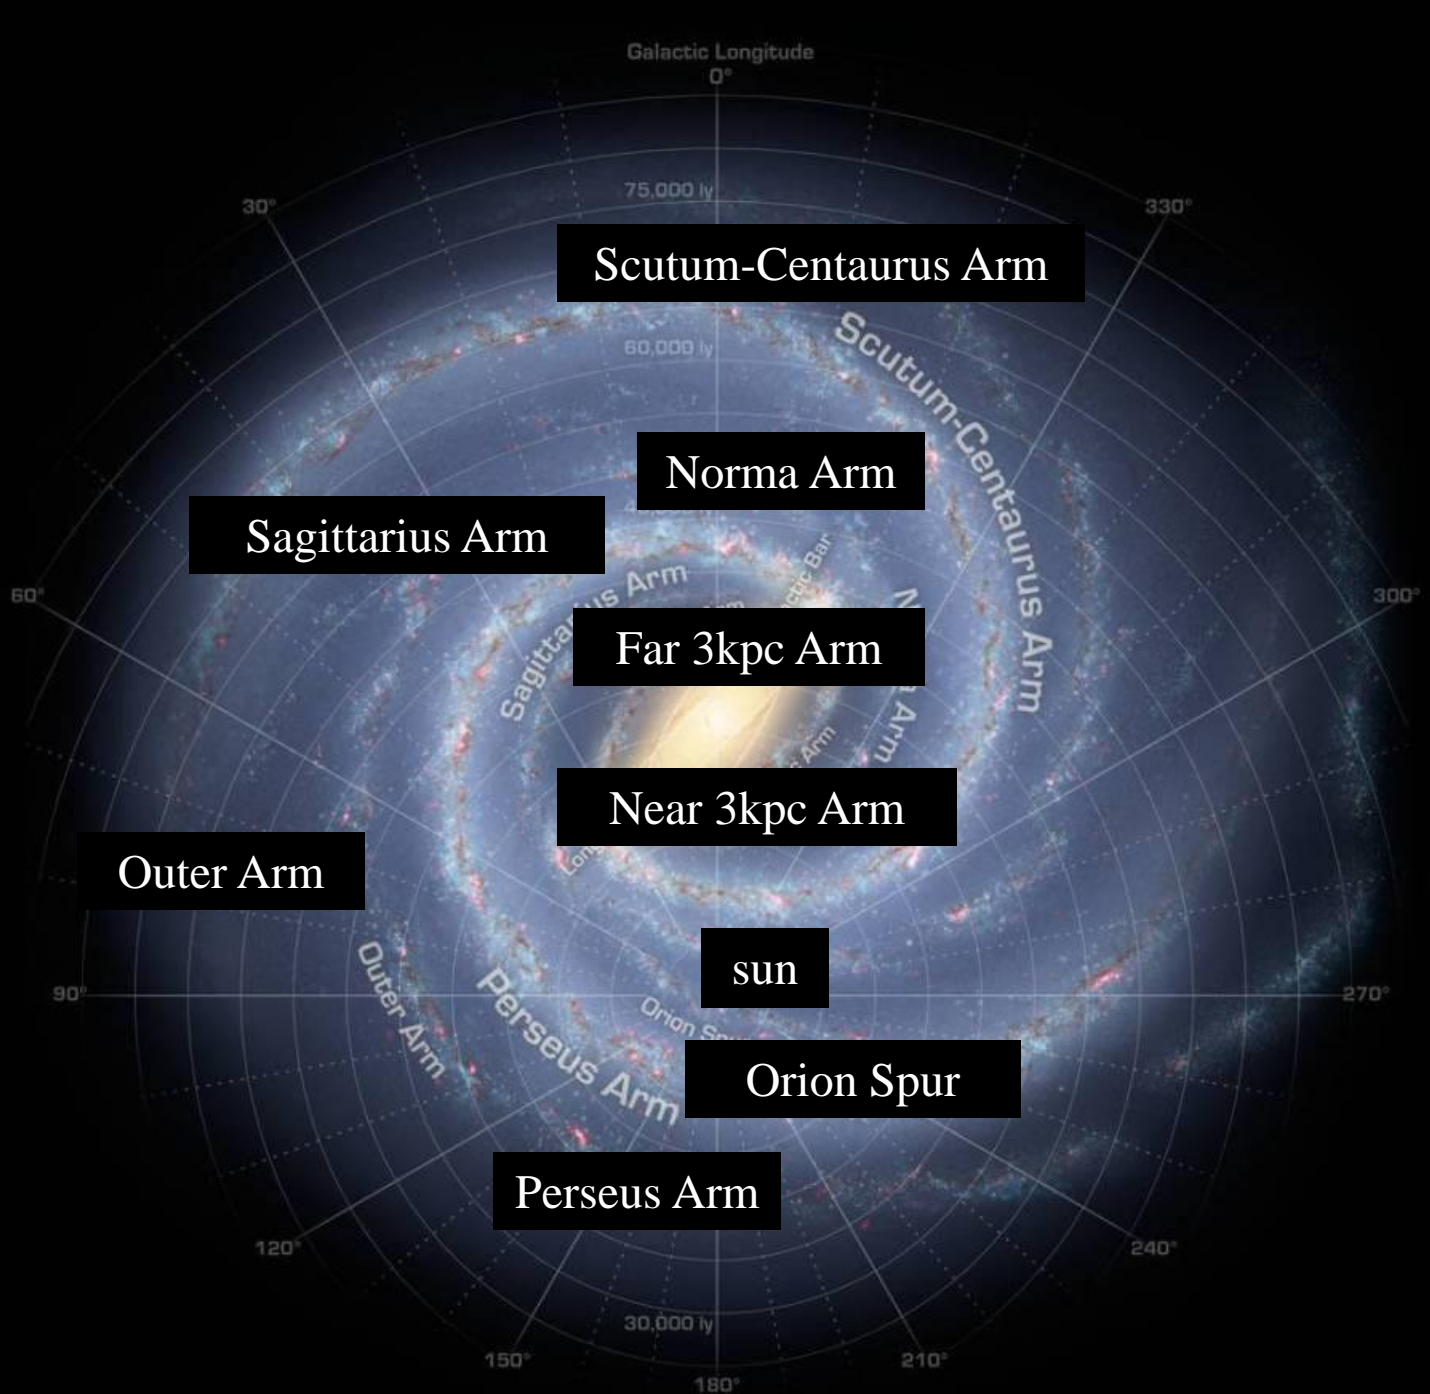 Galactic Longitude
0°
75,000 ly
30°
330°
Scutum-Centaurus Arm
Scutum-Centaurus Arm
60,000 ly
Norma Arm
Sagittarius Arm
Arm
Far 3kpc Arm
Arm
Arm
60°
300°
Near 3kpc Arm
Outer Arm
Outer Arm
sun
90°
270°
Perseus Arm
Orion
Orion Spur
Perseus Arm
120°
240°
30,000 ly
150°
210°
180°